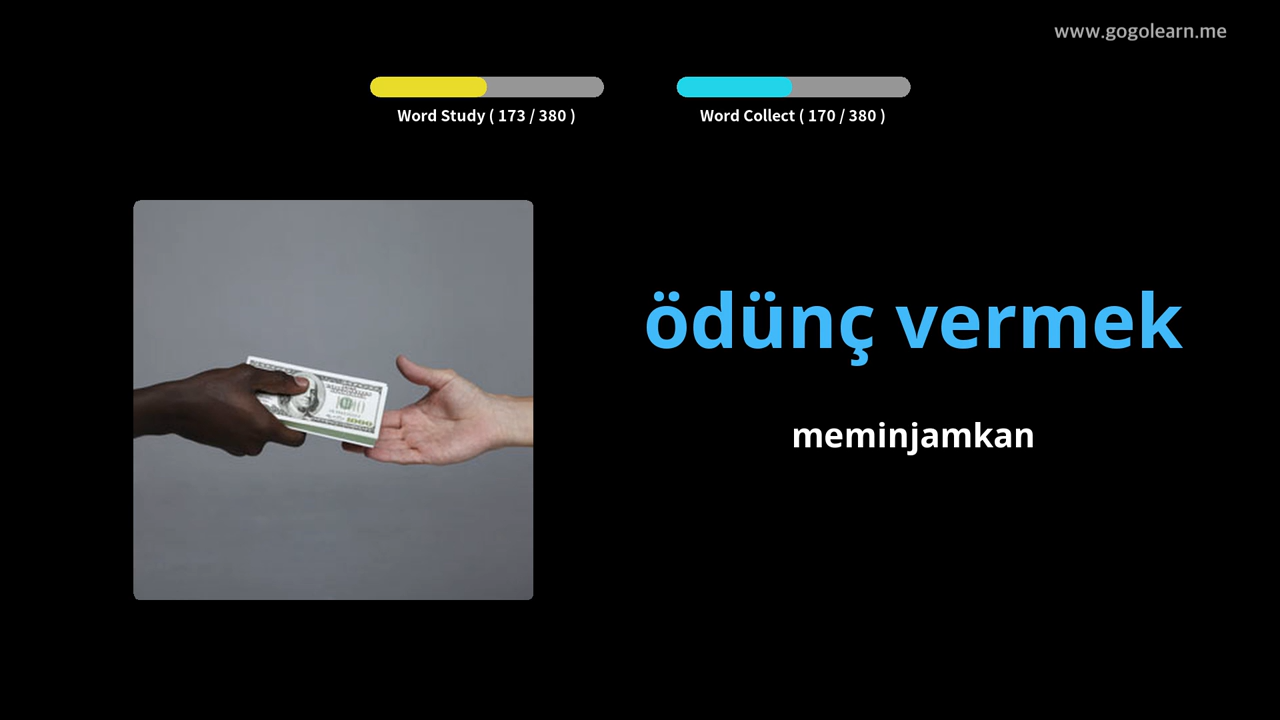 www.gogolearn.me
Word Study ( 173 / 380 )
Word Collect ( 170 / 380 )
ödünç vermek
meminjamkan